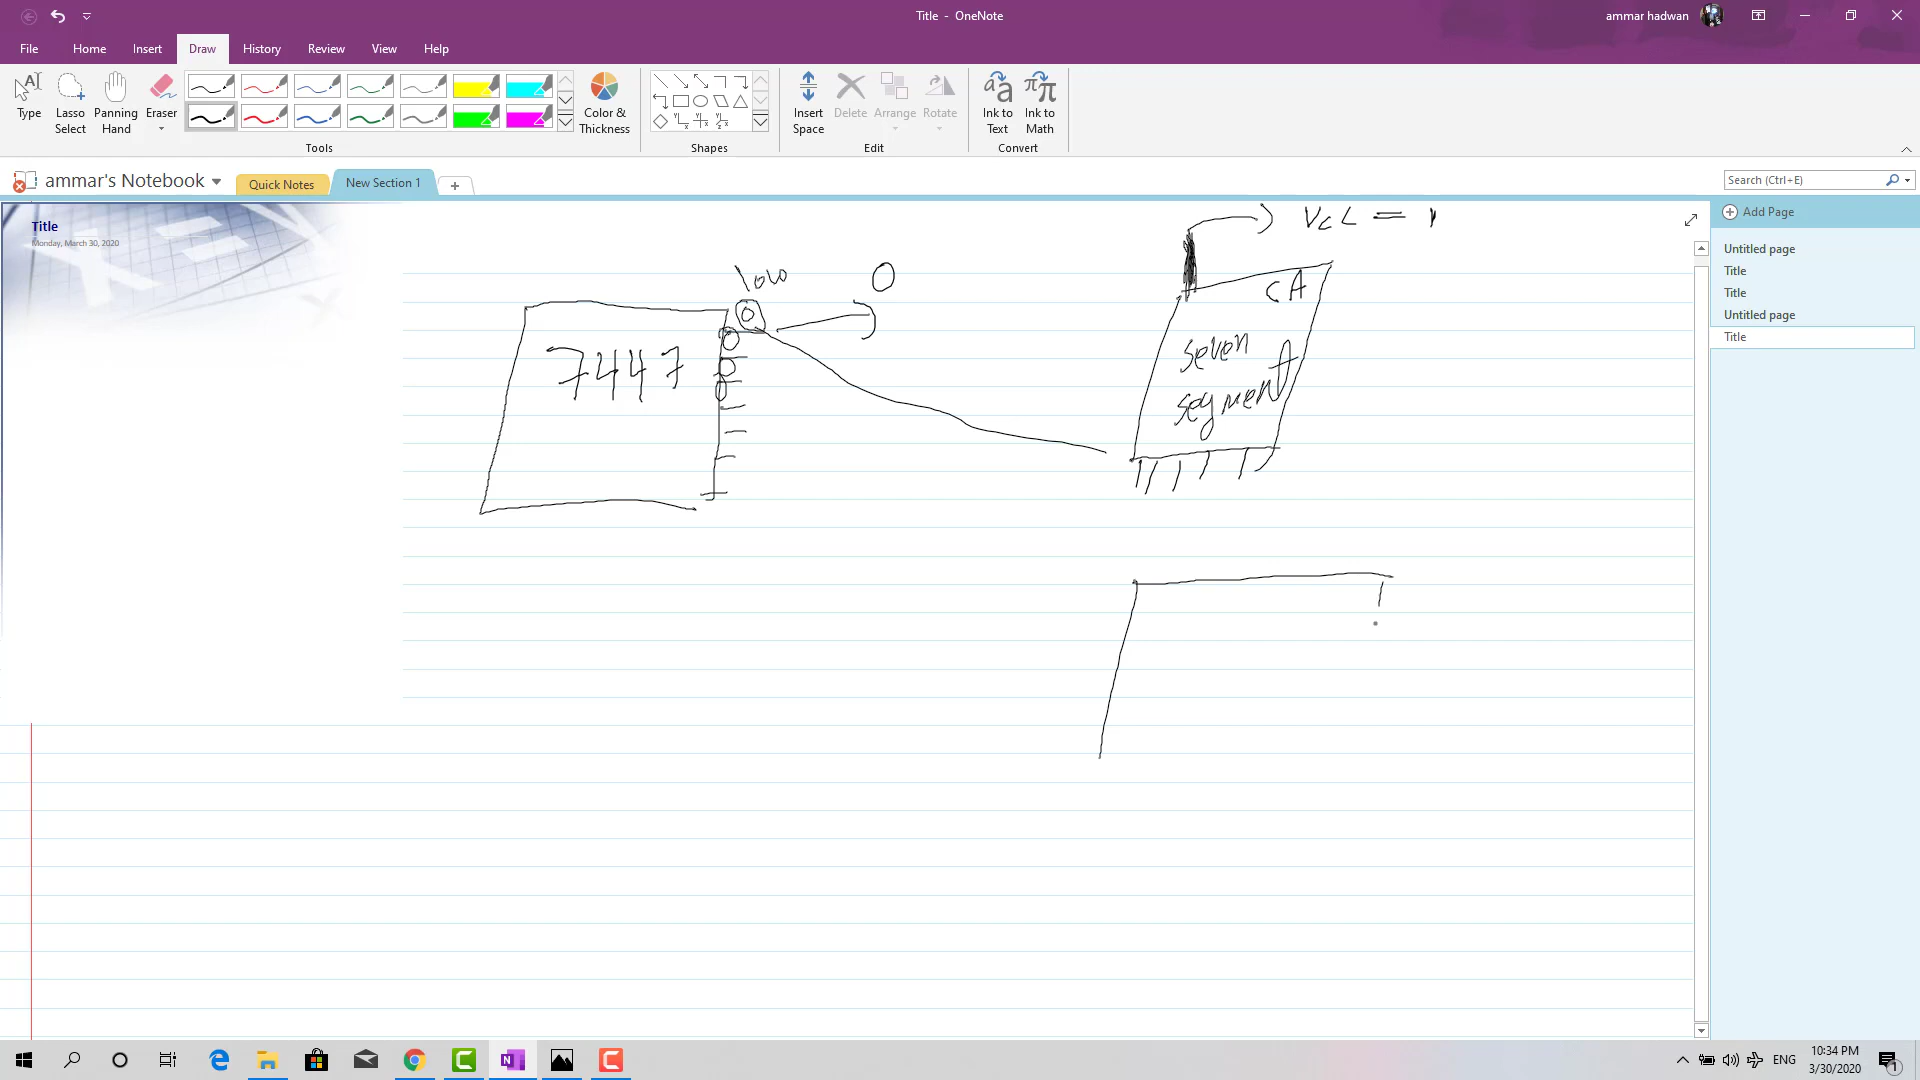 Title - OneNote
ammar hadwan
File Home Insert Draw History Review View Help
Type
Lasso Select
Panning Hand
Eraser
Color & Thickness
Insert Space
Delete
Arrange
Rotate
Ink to Text
Ink to Math
Tools
Shapes
Edit
Convert
ammar's Notebook
Quick Notes
New Section 1
Search (Ctrl+E)
Title
Monday, March 30, 2020
Add Page
Untitled page
Title
Title
Untitled page
Title
low
0
7447
VCC = 1
CA
seven
segment
ENG
10:34 PM
3/30/2020